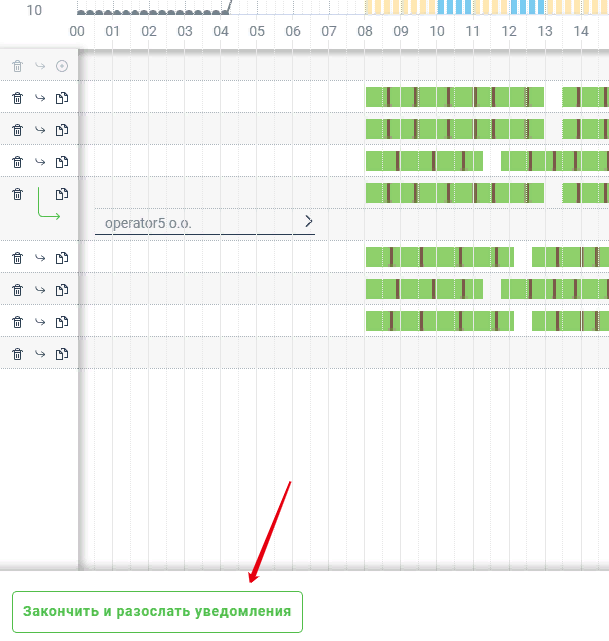 10
00 01 02 03 04 05 06 07 08 09 10 11 12 13 14
operator5 o.o.
Закончить и разослать уведомления